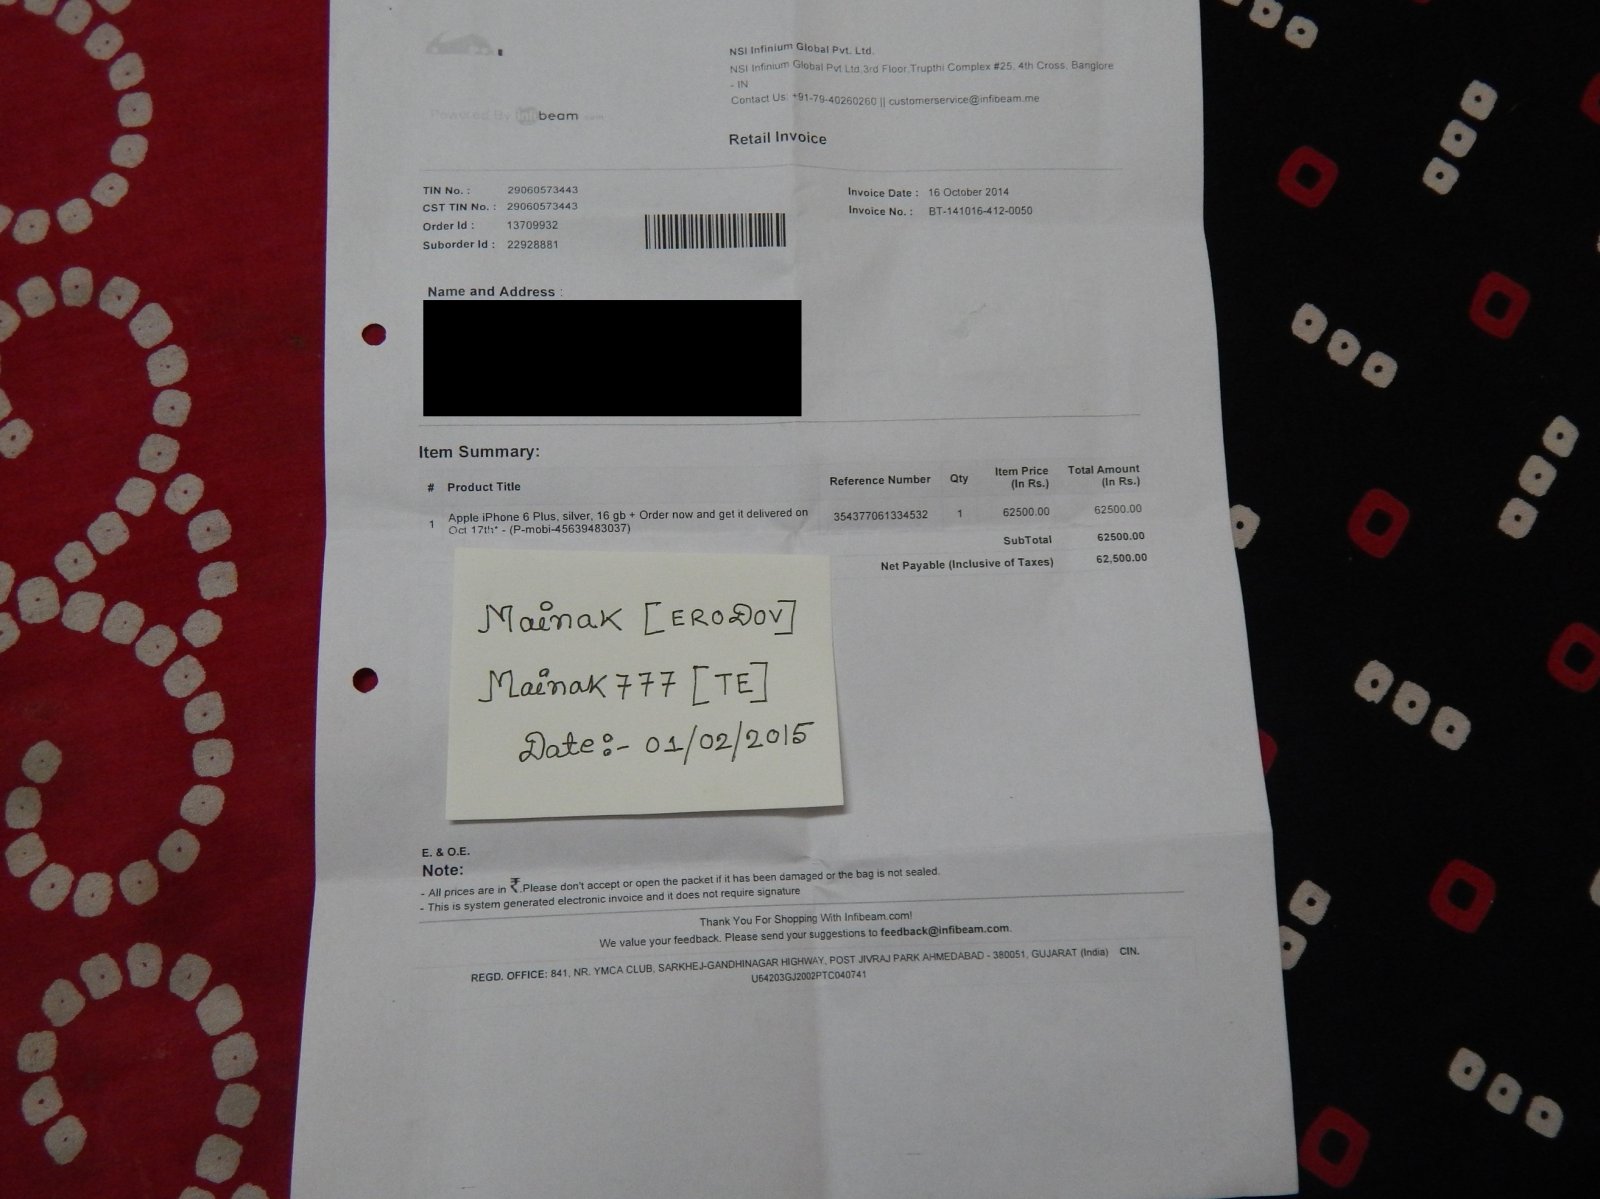 NSI Infinium Global Pvt. Ltd.
NSI Infinium Global Pvt Ltd 3rd Floor,Trupthi Complex #25, 4th Cross, Banglore
- IN
Contact Us: +91-79-40260260 || customerservice@infibeam.me
Powered By infibeam.com
Retail Invoice
TIN No. : 29060573443
CST TIN No. : 29060573443
Order Id : 13709932
Suborder Id : 22928881
Invoice Date : 16 October 2014
Invoice No. : BT-141016-412-0050
Name and Address :
Item Summary:
# Product Title Reference Number Qty Item Price (In Rs.) Total Amount (In Rs.)
1 Apple iPhone 6 Plus, silver, 16 gb + Order now and get it delivered on 354377061334532 1 62500.00 62500.00
Oct 17th* - (P-mobi-45639483037)
SubTotal 62500.00
Net Payable (Inclusive of Taxes) 62,500.00
Mainak [ERODOV]
Mainak777 [TE]
Date:- 01/02/2015
E. & O.E.
Note:
- All prices are in ₹.Please don't accept or open the packet if it has been damaged or the bag is not sealed.
- This is system generated electronic invoice and it does not require signature
Thank You For Shopping With Infibeam.com!
We value your feedback. Please send your suggestions to feedback@infibeam.com.
REGD. OFFICE: 841, NR. YMCA CLUB, SARKHEJ-GANDHINAGAR HIGHWAY, POST JIVRAJ PARK AHMEDABAD - 380051, GUJARAT (India) CIN.
U64203GJ2002PTC040741